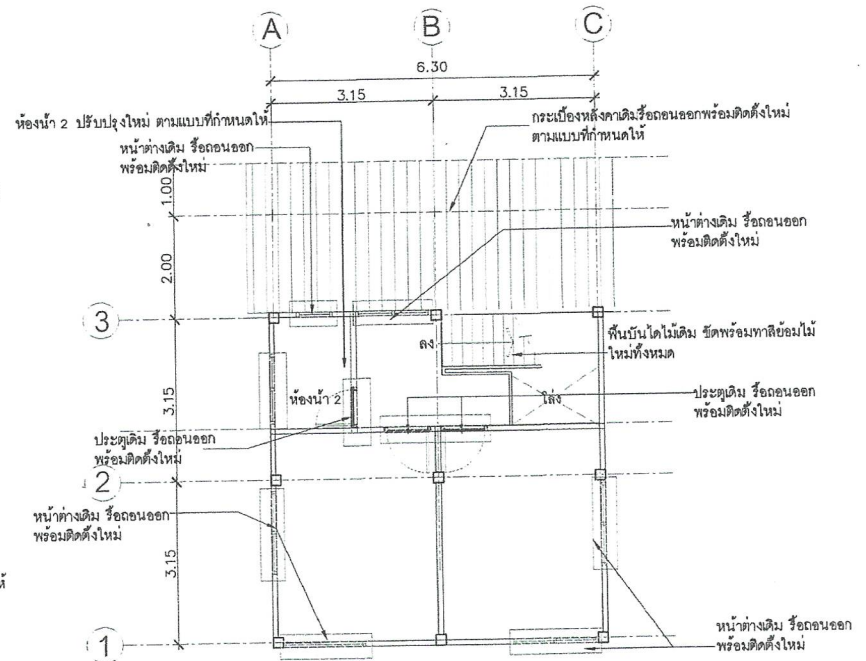 A B C
6.30
3.15 3.15
ห้องน้ำ 2 ปรับปรุงใหม่ ตามแบบที่กำหนดให้
กระเบื้องหลังคาเดิมรื้อถอนออกพร้อมติดตั้งใหม่
ตามแบบที่กำหนดให้
หน้าต่างเดิม รื้อถอนออก
พร้อมติดตั้งใหม่
1.00
หน้าต่างเดิม รื้อถอนออก
พร้อมติดตั้งใหม่
2.00
3
ลง
พื้นบันไดไม้เดิม ขัดพร้อมทาสีย้อมไม้
ใหม่ทั้งหมด
3.15
ห้องน้ำ 2
โล่ง
ประตูเดิม รื้อถอนออก
พร้อมติดตั้งใหม่
ประตูเดิม รื้อถอนออก
พร้อมติดตั้งใหม่
2
หน้าต่างเดิม รื้อถอนออก
พร้อมติดตั้งใหม่
3.15
ห้
หน้าต่างเดิม รื้อถอนออก
พร้อมติดตั้งใหม่
1